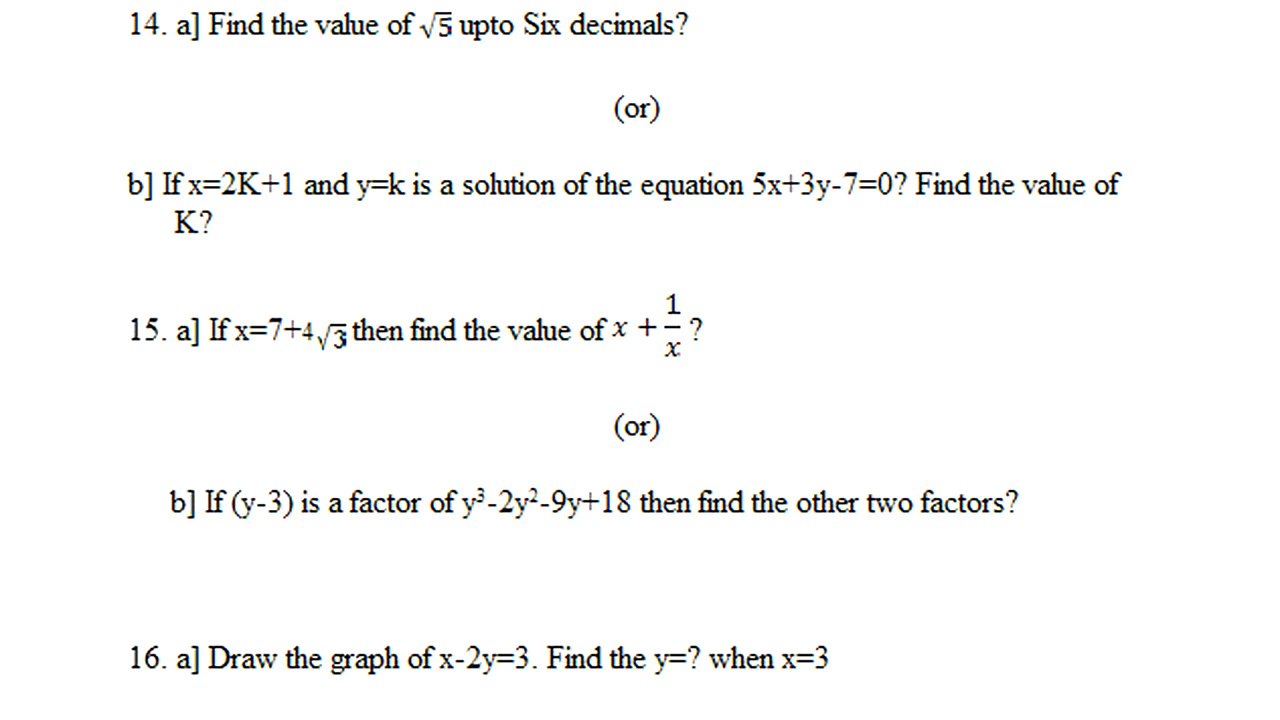 14. a] Find the value of √5 upto Six decimals?
(or)
b] If x=2K+1 and y=k is a solution of the equation 5x+3y-7=0? Find the value of
K?
15. a] If x=7+4√3 then find the value of x + 1/x ?
(or)
b] If (y-3) is a factor of y³-2y²-9y+18 then find the other two factors?
16. a] Draw the graph of x-2y=3. Find the y=? when x=3